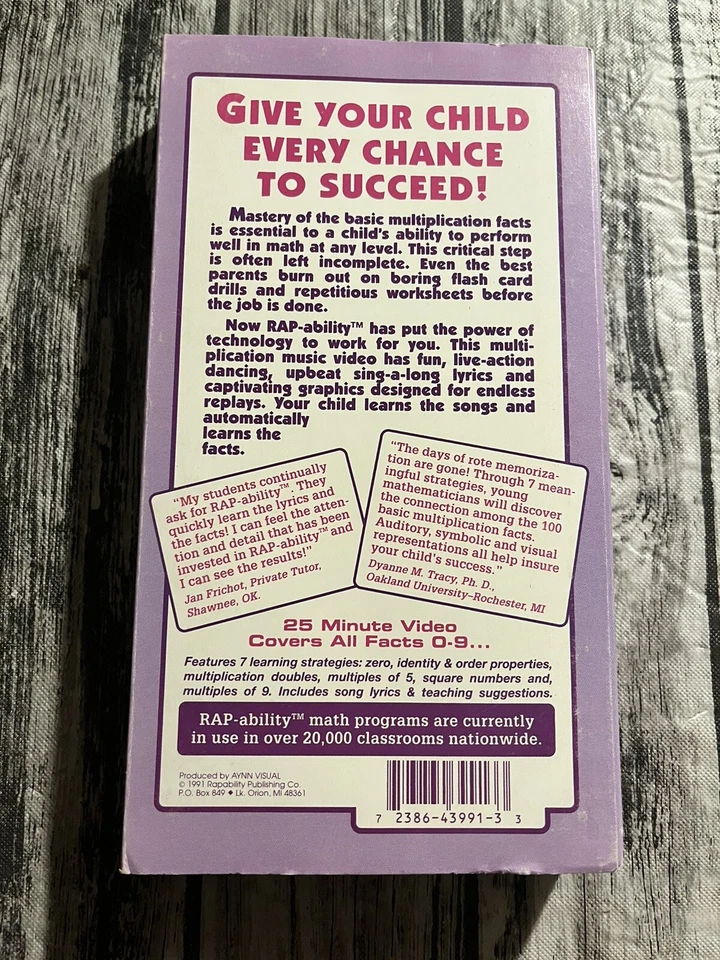 GIVE YOUR CHILD
EVERY CHANCE
TO SUCCEED!
Mastery of the basic multiplication facts
is essential to a child's ability to perform
well in math at any level. This critical step
is often left incomplete. Even the best
parents burn out on boring flash card
drills and repetitious worksheets before
the job is done.
Now RAP-ability™ has put the power of
technology to work for you. This multi-
plication music video has fun, live-action
dancing, upbeat sing-a-long lyrics and
captivating graphics designed for endless
replays. Your child learns the songs and
automatically
learns the
facts.
"My students continually
ask for RAP-ability™. They
quickly learn the lyrics and
the facts! I can feel the atten-
tion and detail that has been
invested in RAP-ability™ and
I can see the results!"
Jan Frichot, Private Tutor,
Shawnee, OK.
"The days of rote memoriza-
tion are gone! Through 7 mean-
ingful strategies, young
mathematicians will discover
the connection among the 100
basic multiplication facts.
Auditory, symbolic and visual
representations all help insure
your child's success."
Dyanne M. Tracy, Ph. D.,
Oakland University–Rochester, MI
25 Minute Video
Covers All Facts 0-9...
Features 7 learning strategies: zero, identity & order properties,
multiplication doubles, multiples of 5, square numbers and,
multiples of 9. Includes song lyrics & teaching suggestions.
RAP-ability™ math programs are currently
in use in over 20,000 classrooms nationwide.
Produced by AYNN VISUAL
© 1991 Rapability Publishing Co.
P.O. Box 849 ◆ Lk. Orion, MI 48361
7 2386-43991-3 3